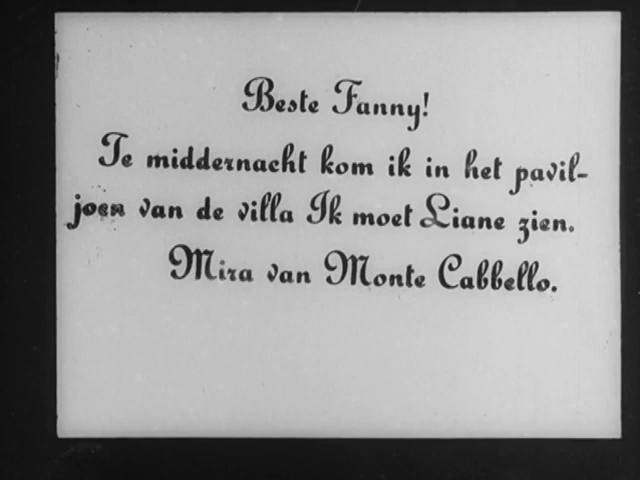 Beste Fanny!
Te middernacht kom ik in het pavil-
joen van de villa Ik moet Liane zien.
Mira van Monte Cabbello.